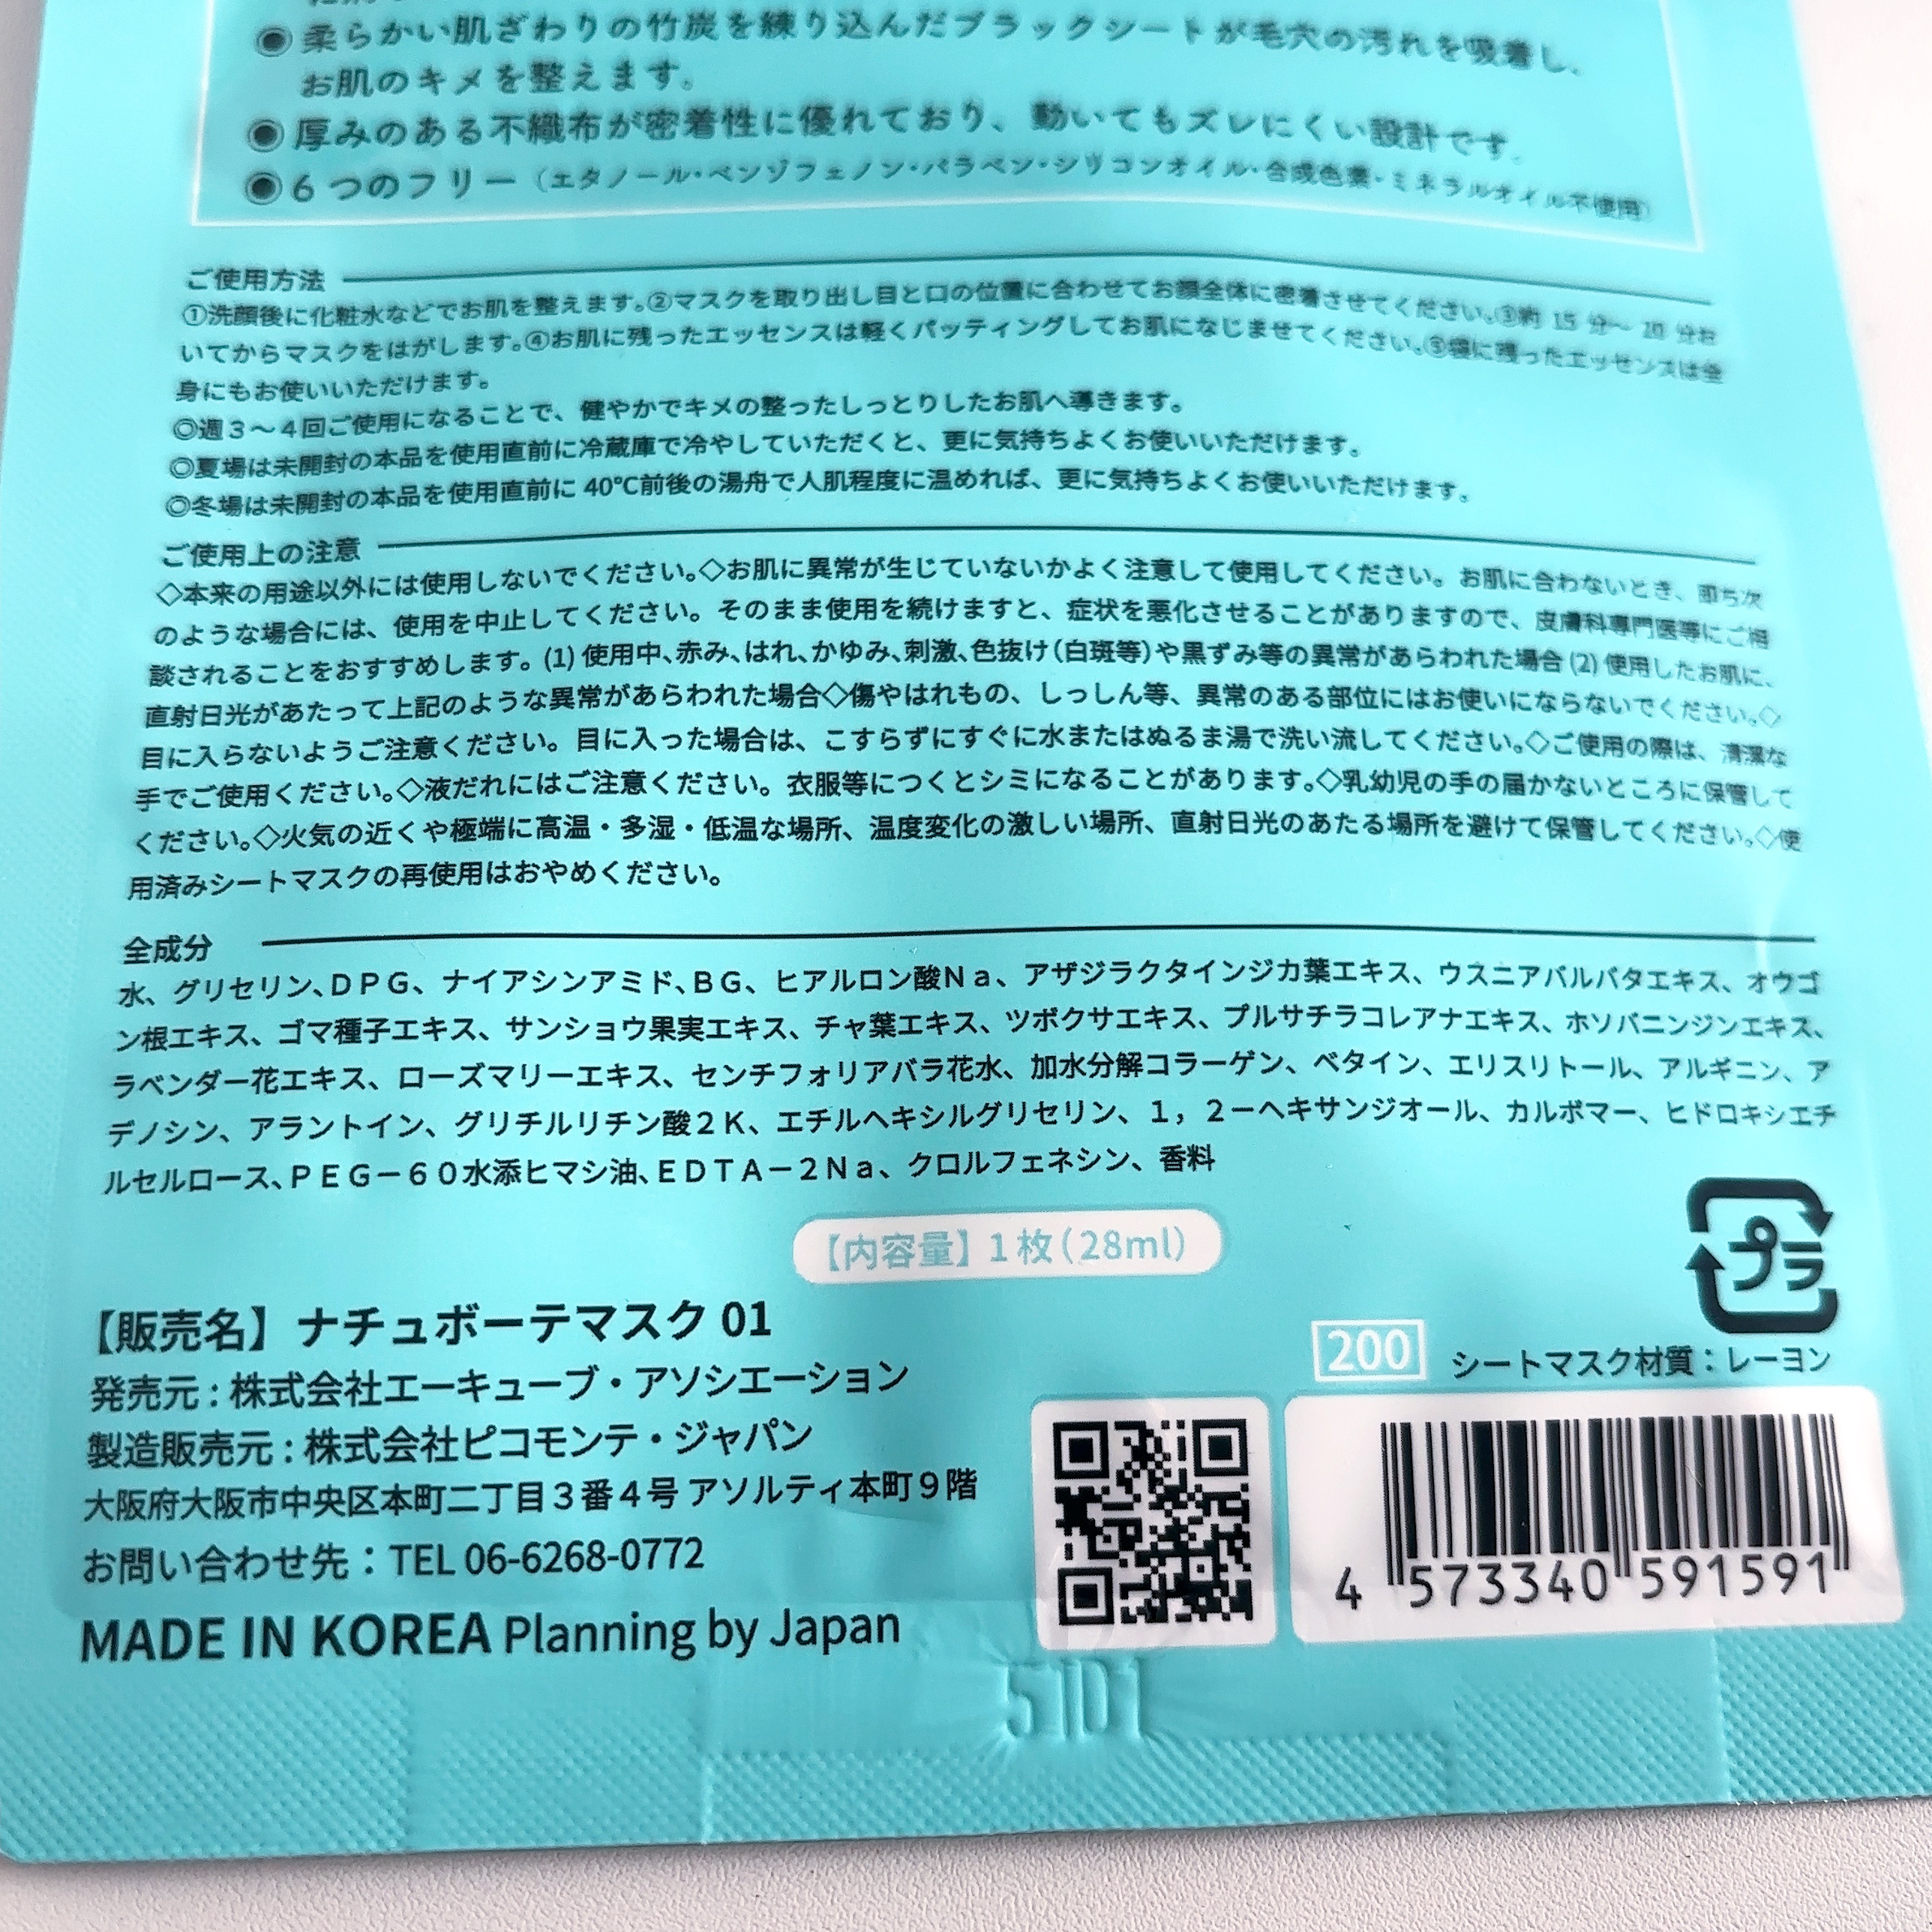 ◉柔らかい肌ざわりの竹炭を練り込んだブラックシートが毛穴の汚れを吸着し、
お肌のキメを整えます。
◉厚みのある不織布が密着性に優れており、動いてもズレにくい設計です。
◉6つのフリー（エタノール・ベンゾフェノン・パラベン・シリコンオイル・合成色素・ミネラルオイル不使用）
ご使用方法
①洗顔後に化粧水などでお肌を整えます。②マスクを取り出し目と口の位置に合わせてお顔全体に密着させてください。③約 15 分～ 20 分お
いてからマスクをはがします。④お肌に残ったエッセンスは軽くパッティングしてお肌になじませてください。⑤袋に残ったエッセンスは全
身にもお使いいただけます。
◎週３～４回ご使用になることで、健やかでキメの整ったしっとりしたお肌へ導きます。
◎夏場は未開封の本品を使用直前に冷蔵庫で冷やしていただくと、更に気持ちよくお使いいただけます。
◎冬場は未開封の本品を使用直前に 40℃前後の湯舟で人肌程度に温めれば、更に気持ちよくお使いいただけます。
ご使用上の注意
◇本来の用途以外には使用しないでください。◇お肌に異常が生じていないかよく注意して使用してください。お肌に合わないとき、即ち次
のような場合には、使用を中止してください。そのまま使用を続けますと、症状を悪化させることがありますので、皮膚科専門医等にご相
談されることをおすすめします。(1) 使用中、赤み、はれ、かゆみ、刺激、色抜け（白斑等）や黒ずみ等の異常があらわれた場合 (2) 使用したお肌に、
直射日光があたって上記のような異常があらわれた場合◇傷やはれもの、しっしん等、異常のある部位にはお使いにならないでください。◇
目に入らないようご注意ください。目に入った場合は、こすらずにすぐに水またはぬるま湯で洗い流してください。◇ご使用の際は、清潔な
手でご使用ください。◇液だれにはご注意ください。衣服等につくとシミになることがあります。◇乳幼児の手の届かないところに保管して
ください。◇火気の近くや極端に高温・多湿・低温な場所、温度変化の激しい場所、直射日光のあたる場所を避けて保管してください。◇使
用済みシートマスクの再使用はおやめください。
全成分
水、グリセリン、ＤＰＧ、ナイアシンアミド、ＢＧ、ヒアルロン酸Ｎａ、アザジラクタインジカ葉エキス、ウスニアバルバタエキス、オウゴ
ン根エキス、ゴマ種子エキス、サンショウ果実エキス、チャ葉エキス、ツボクサエキス、プルサチラコレアナエキス、ホソバニンジンエキス、
ラベンダー花エキス、ローズマリーエキス、センチフォリアバラ花水、加水分解コラーゲン、ベタイン、エリスリトール、アルギニン、ア
デノシン、アラントイン、グリチルリチン酸２Ｋ、エチルヘキシルグリセリン、１，２－ヘキサンジオール、カルボマー、ヒドロキシエチ
ルセルロース、ＰＥＧ－６０水添ヒマシ油、ＥＤＴＡ－２Ｎａ、クロルフェネシン、香料
【内容量】１枚（28ml）
プラ
【販売名】ナチュボーテマスク 01
200 シートマスク材質：レーヨン
発売元：株式会社エーキューブ・アソシエーション
製造販売元：株式会社ピコモンテ・ジャパン
大阪府大阪市中央区本町二丁目３番４号 アソルティ本町９階
お問い合わせ先：TEL 06-6268-0772
4 573340 591591
MADE IN KOREA Planning by Japan
5101